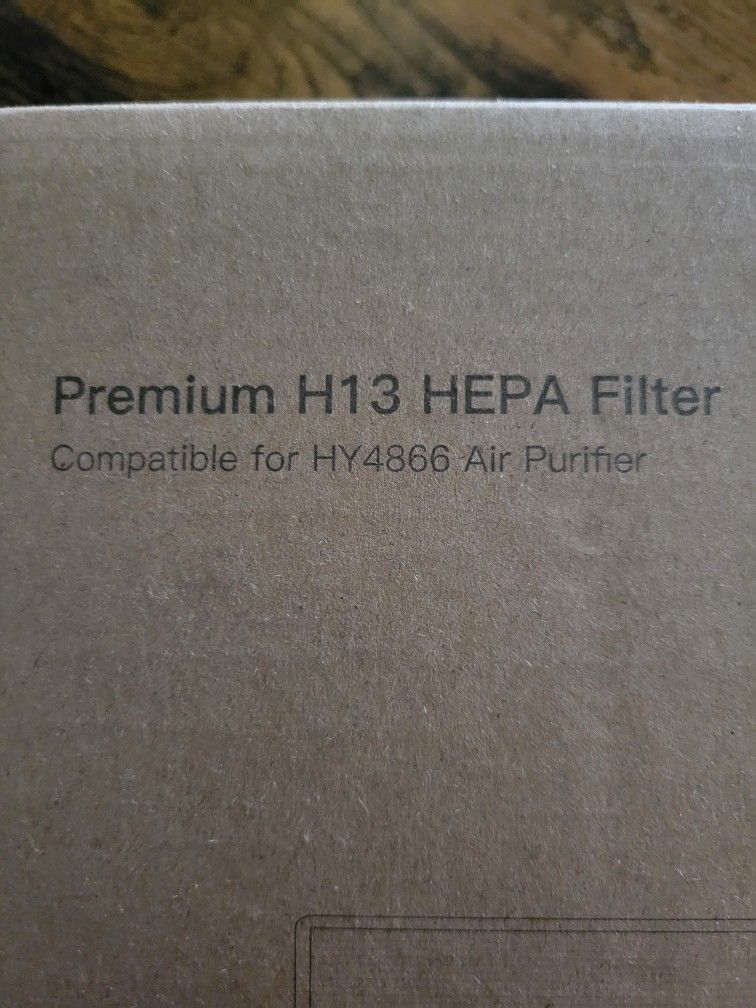 Premium H13 HEPA Filter
Compatible for HY4866 Air Purifier